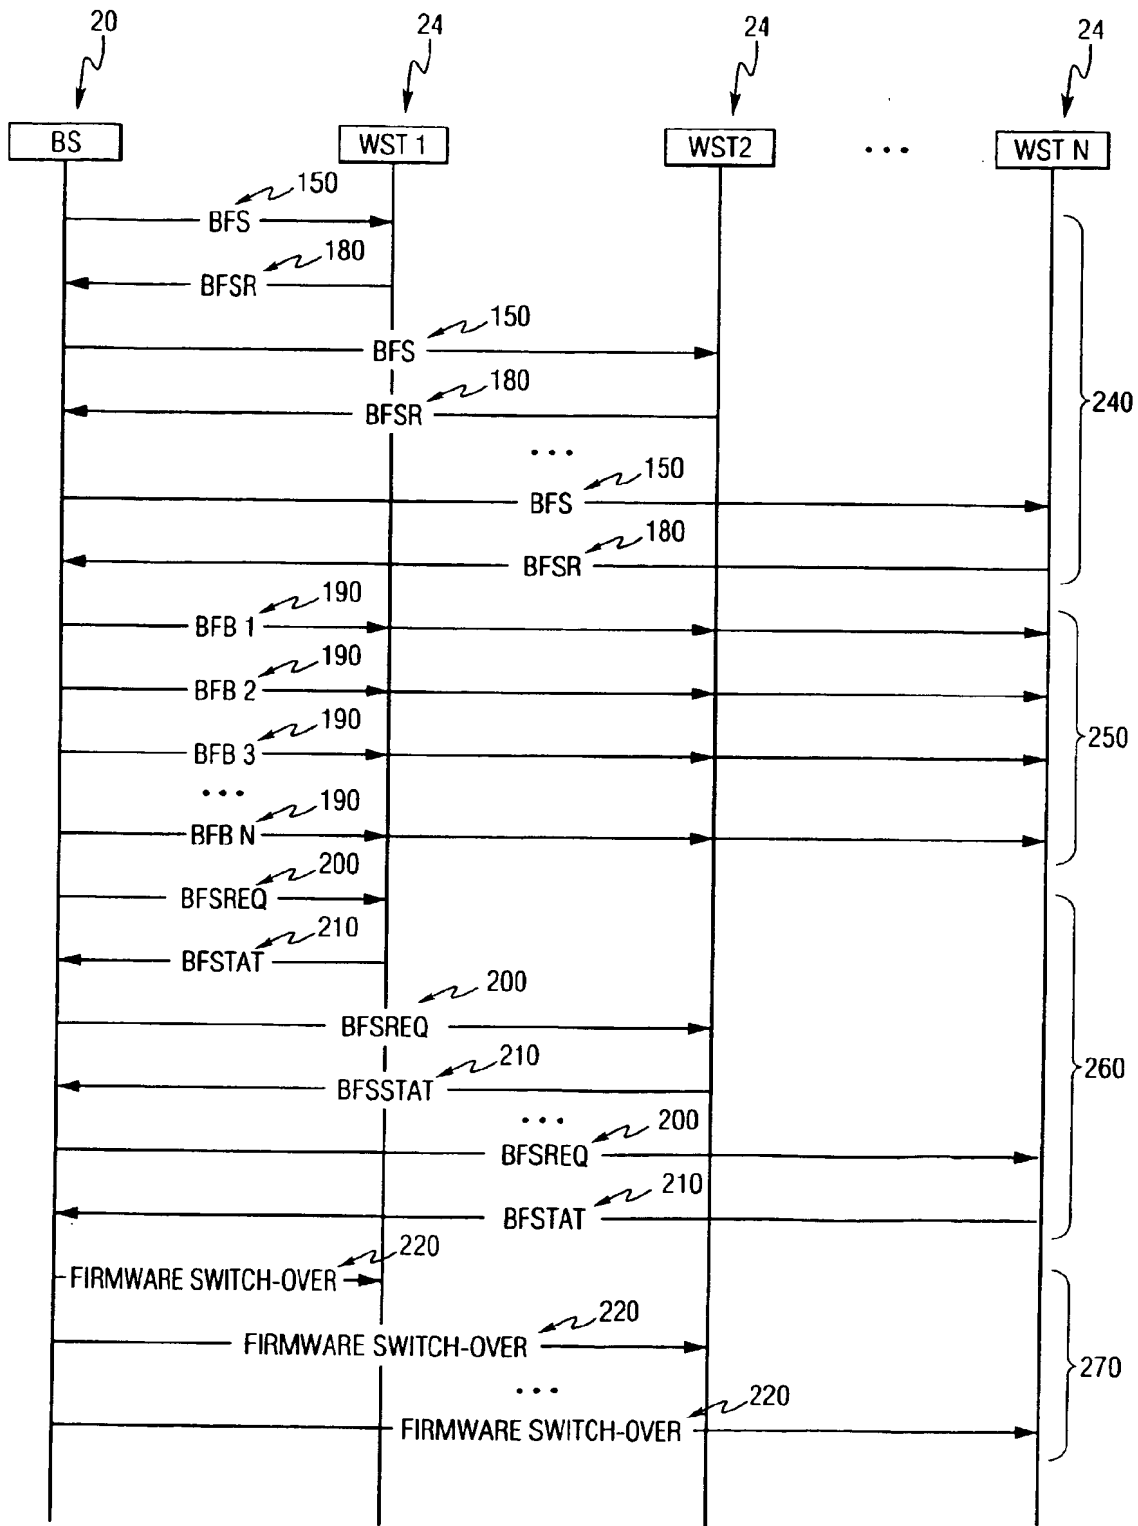 20
24
24
24
BS
WST 1
WST2
• • •
WST N
150
BFS
180
BFSR
150
BFS
180
BFSR
240
• • •
150
BFS
180
BFSR
190
BFB 1
190
BFB 2
190
BFB 3
250
• • •
190
BFB N
200
BFSREQ
210
BFSTAT
200
BFSREQ
210
BFSSTAT
260
• • •
200
BFSREQ
210
BFSTAT
220
FIRMWARE SWITCH-OVER
220
FIRMWARE SWITCH-OVER
270
• • •
220
FIRMWARE SWITCH-OVER